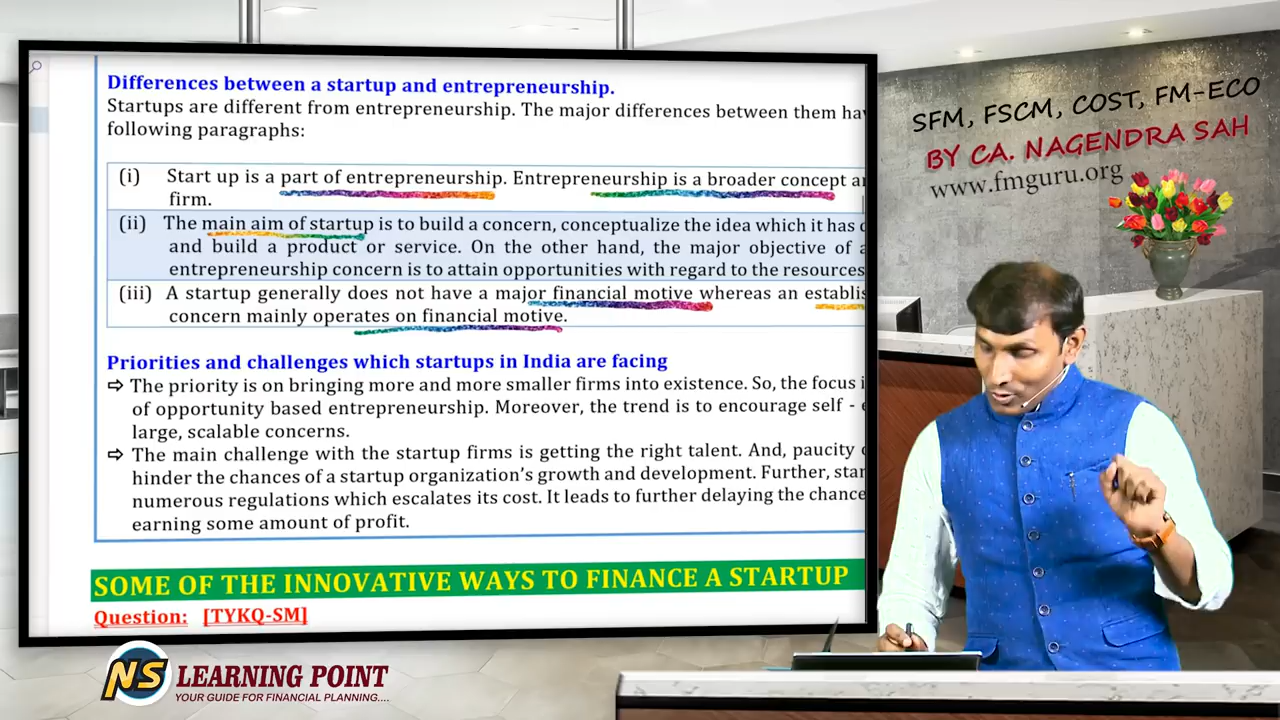 Differences between a startup and entrepreneurship.
Startups are different from entrepreneurship. The major differences between them hav
following paragraphs:
(i) Start up is a part of entrepreneurship. Entrepreneurship is a broader concept
firm.
(ii) The main aim of startup is to build a concern, conceptualize the idea which it has
and build a product or service. On the other hand, the major objective of
entrepreneurship concern is to attain opportunities with regard to the resources
(iii) A startup generally does not have a major financial motive whereas an establis
concern mainly operates on financial motive.
Priorities and challenges which startups in India are facing
⇨ The priority is on bringing more and more smaller firms into existence. So, the focus
of opportunity based entrepreneurship. Moreover, the trend is to encourage self -
large, scalable concerns.
⇨ The main challenge with the startup firms is getting the right talent. And, paucity
hinder the chances of a startup organization's growth and development. Further, star
numerous regulations which escalates its cost. It leads to further delaying the chance
earning some amount of profit.
SOME OF THE INNOVATIVE WAYS TO FINANCE A STARTUP
Question: [TYKQ-SM]
SFM, FSCM, COST, FM-ECO
BY CA. NAGENDRA SAH
www.fmguru.org
NS LEARNING POINT
YOUR GUIDE FOR FINANCIAL PLANNING....